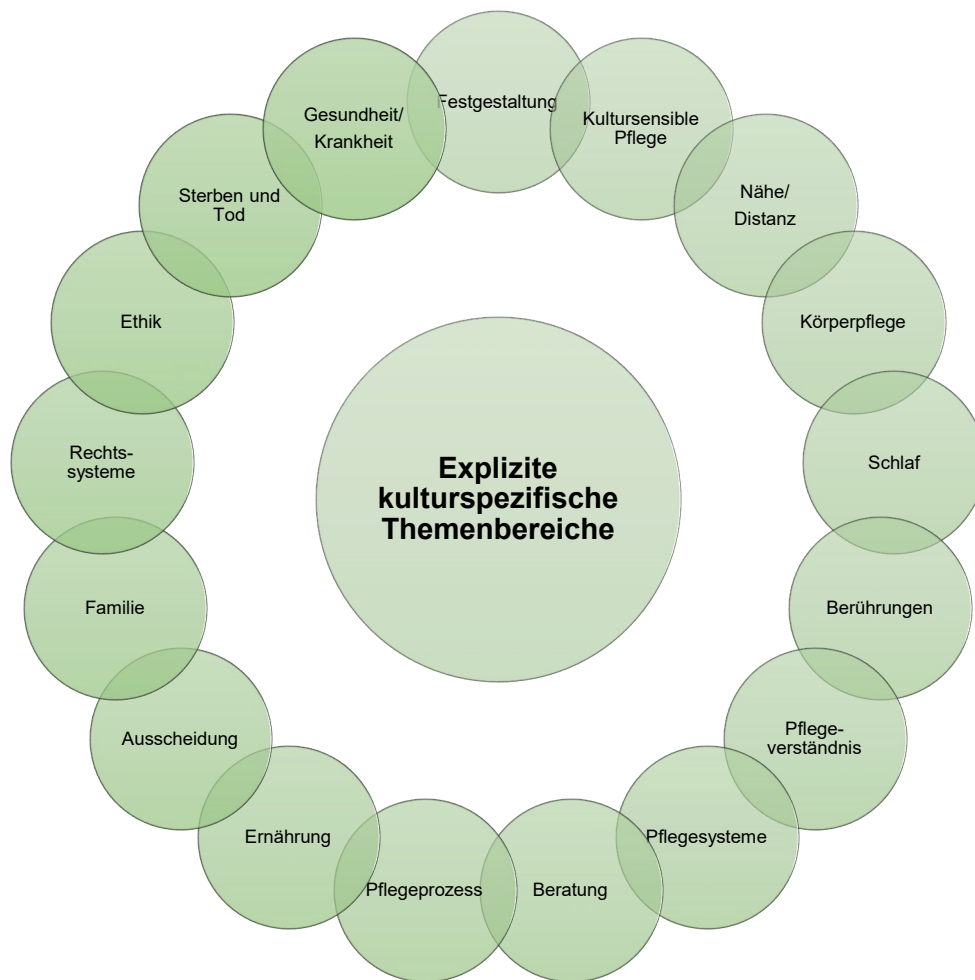 Festgestaltung
Kultursensible
Pflege
Nähe/
Distanz
Körperpflege
Schlaf
Berührungen
Pflege-
verständnis
Pflegesysteme
Beratung
Pflegeprozess
Ernährung
Ausscheidung
Familie
Rechts-
systeme
Ethik
Sterben und
Tod
Gesundheit/
Krankheit
Explizite
kulturspezifische
Themenbereiche